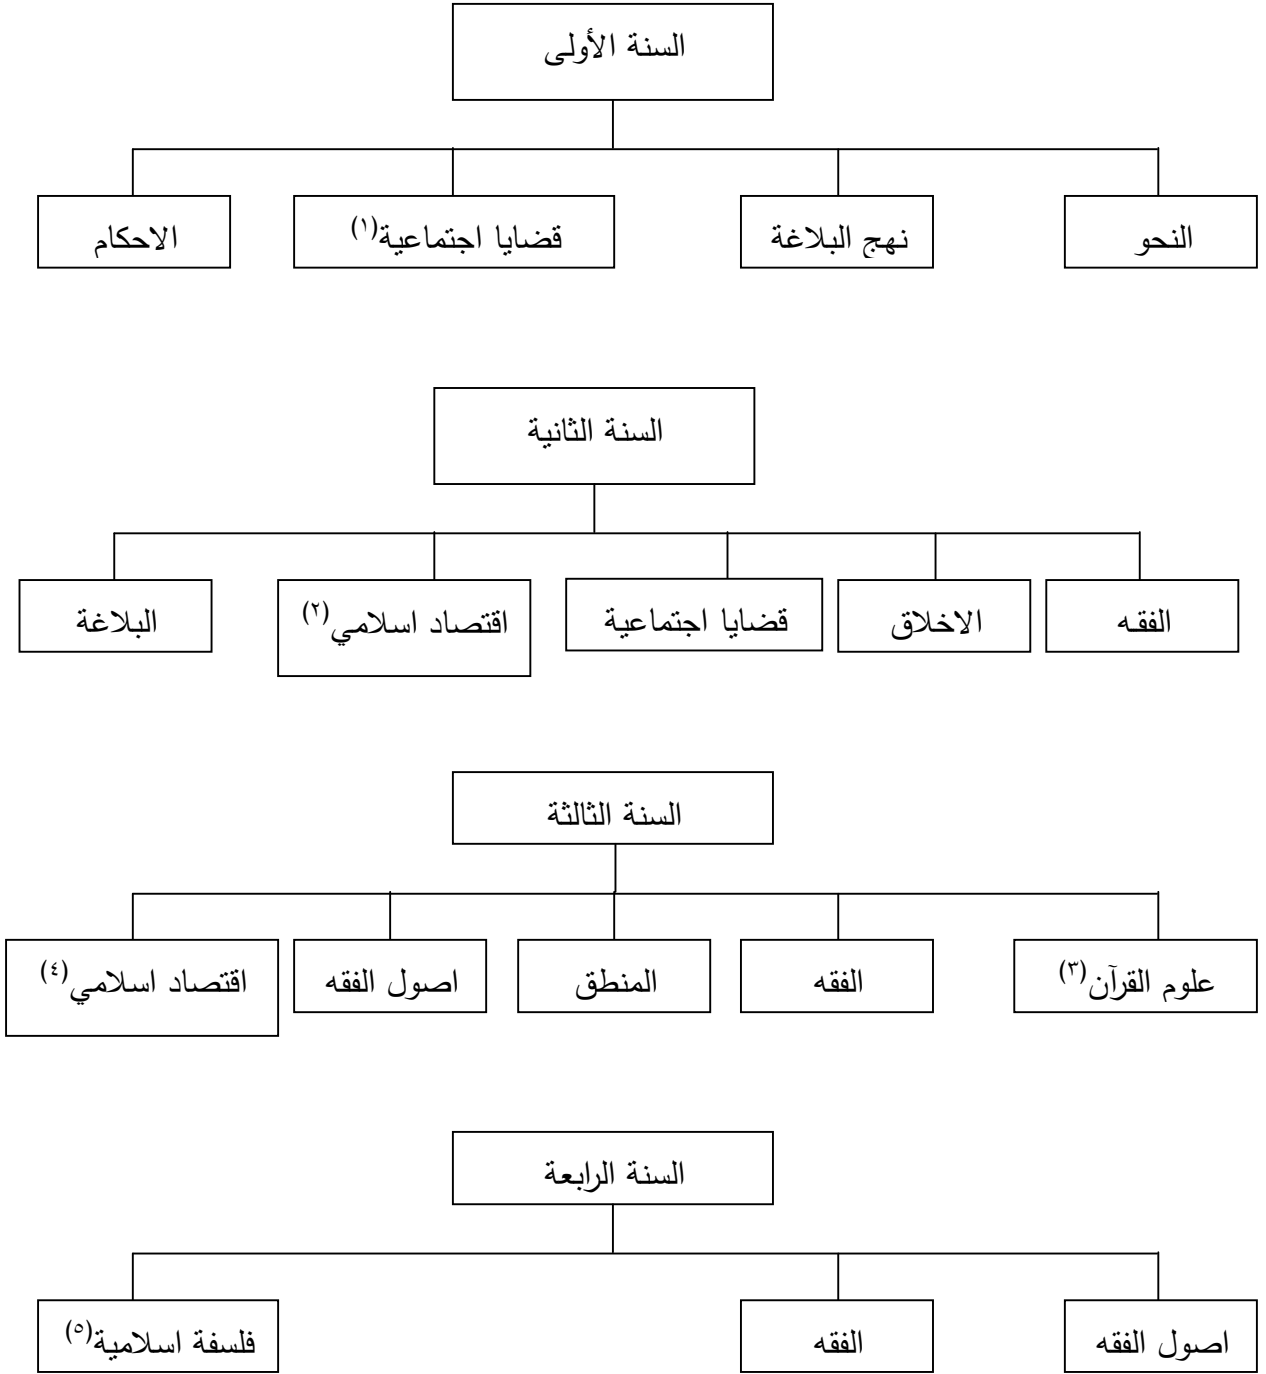 السنة الأولى
النحو
نهج البلاغة
قضايا اجتماعية(١)
الاحكام
السنة الثانية
الفقه
الاخلاق
قضايا اجتماعية
اقتصاد اسلامي(٢)
البلاغة
السنة الثالثة
علوم القرآن(٣)
الفقه
المنطق
اصول الفقه
اقتصاد اسلامي(٤)
السنة الرابعة
اصول الفقه
الفقه
فلسفة اسلامية(٥)